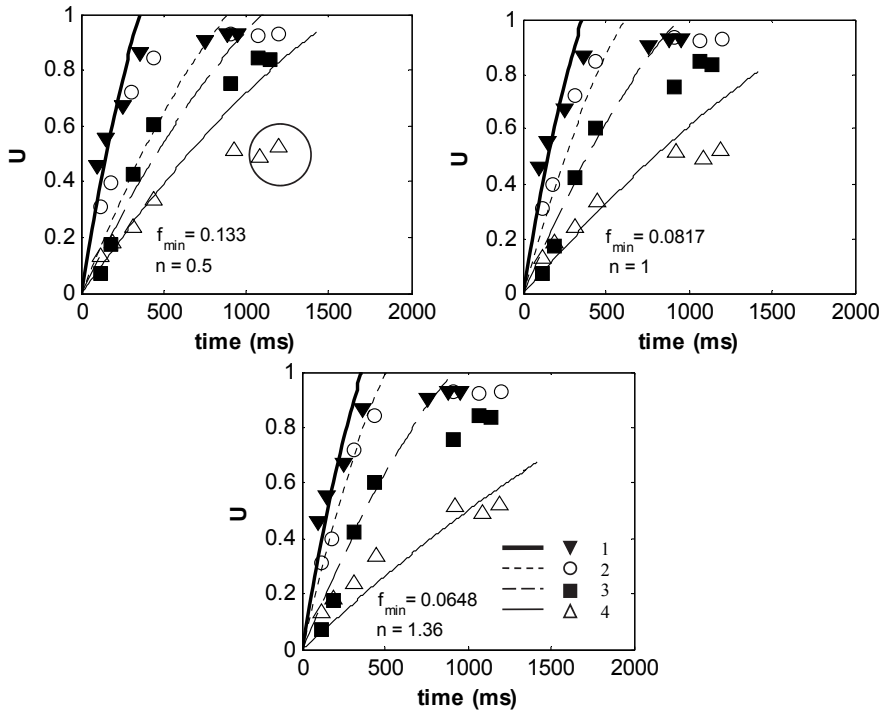 1
0.8
0.6
0.4
0.2
0
U
f_min = 0.133
n = 0.5
0 500 1000 1500 2000
time (ms)
1
0.8
0.6
0.4
0.2
0
U
f_min = 0.0817
n = 1
0 500 1000 1500 2000
time (ms)
1
0.8
0.6
0.4
0.2
0
U
1
2
3
4
f_min = 0.0648
n = 1.36
0 500 1000 1500 2000
time (ms)